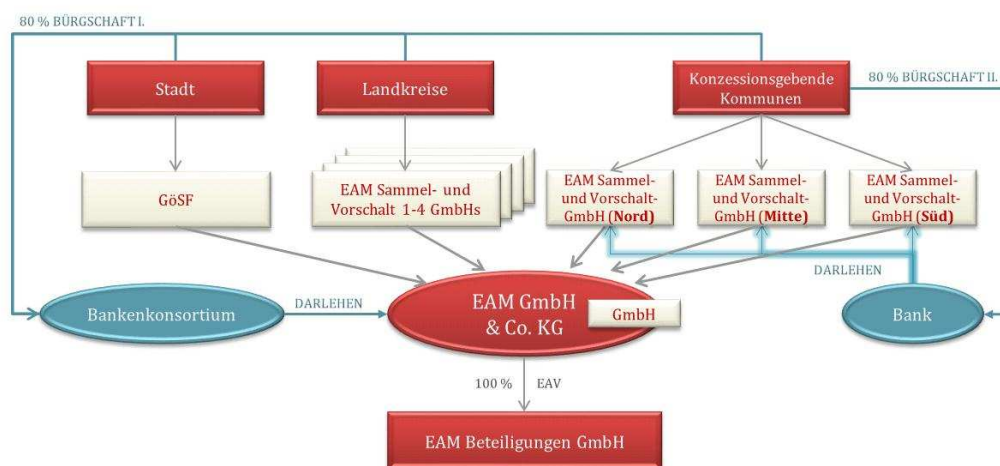 80 % BÜRGSCHAFT I.
Stadt
Landkreise
Konzessionsgebende
Kommunen
80 % BÜRGSCHAFT II.
GöSF
EAM Sammel- und
Vorschalt 1-4 GmbHs
EAM Sammel-
und Vorschalt-
GmbH (Nord)
EAM Sammel-
und Vorschalt-
GmbH (Mitte)
EAM Sammel-
und Vorschalt-
GmbH (Süd)
DARLEHEN
Bankenkonsortium
DARLEHEN
EAM GmbH
& Co. KG
GmbH
Bank
100 %
EAV
EAM Beteiligungen GmbH